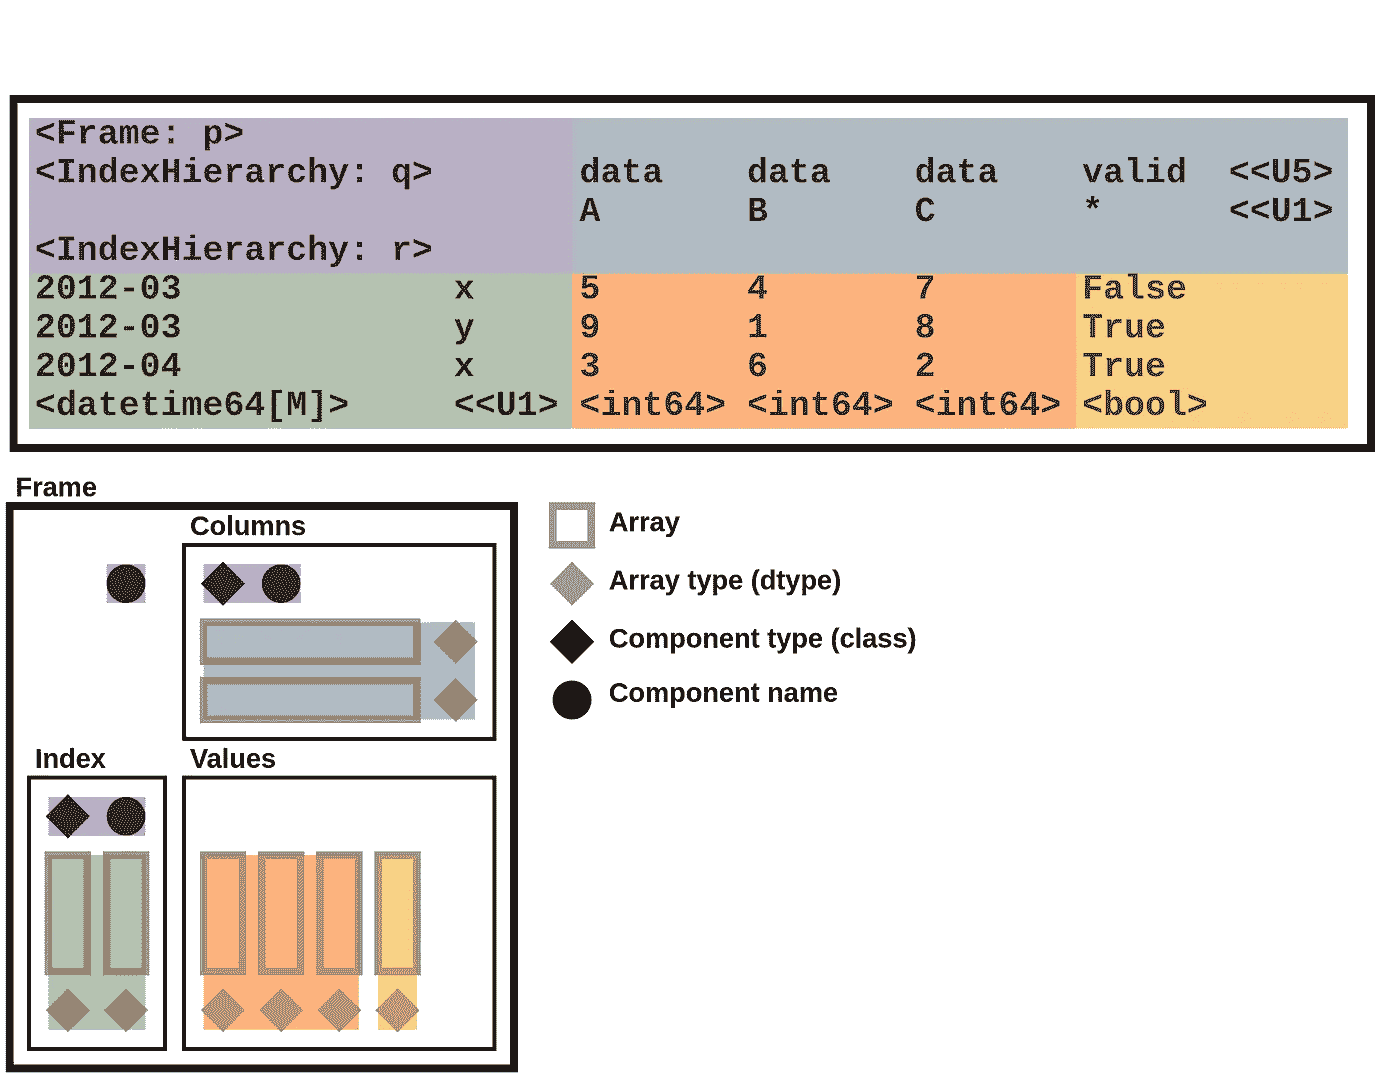 <Frame: p>
<IndexHierarchy: q> data data data valid <<U5>
A B C * <<U1>
<IndexHierarchy: r>
2012-03 x 5 4 7 False
2012-03 y 9 1 8 True
2012-04 x 3 6 2 True
<datetime64[M]> <<U1> <int64> <int64> <int64> <bool>
Frame
Columns
Array
Array type (dtype)
Component type (class)
Component name
Index
Values